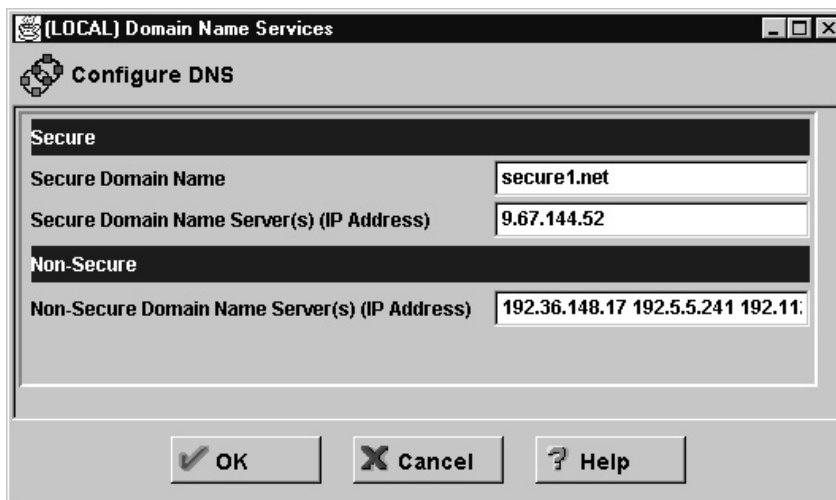 (LOCAL) Domain Name Services
Configure DNS
Secure
Secure Domain Name secure1.net
Secure Domain Name Server(s) (IP Address) 9.67.144.52
Non-Secure
Non-Secure Domain Name Server(s) (IP Address) 192.36.148.17 192.5.5.241
OK Cancel Help